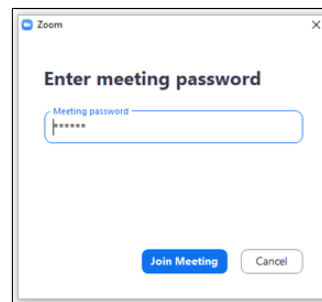 Zoom
Enter meeting password
Meeting password
******
Join Meeting Cancel